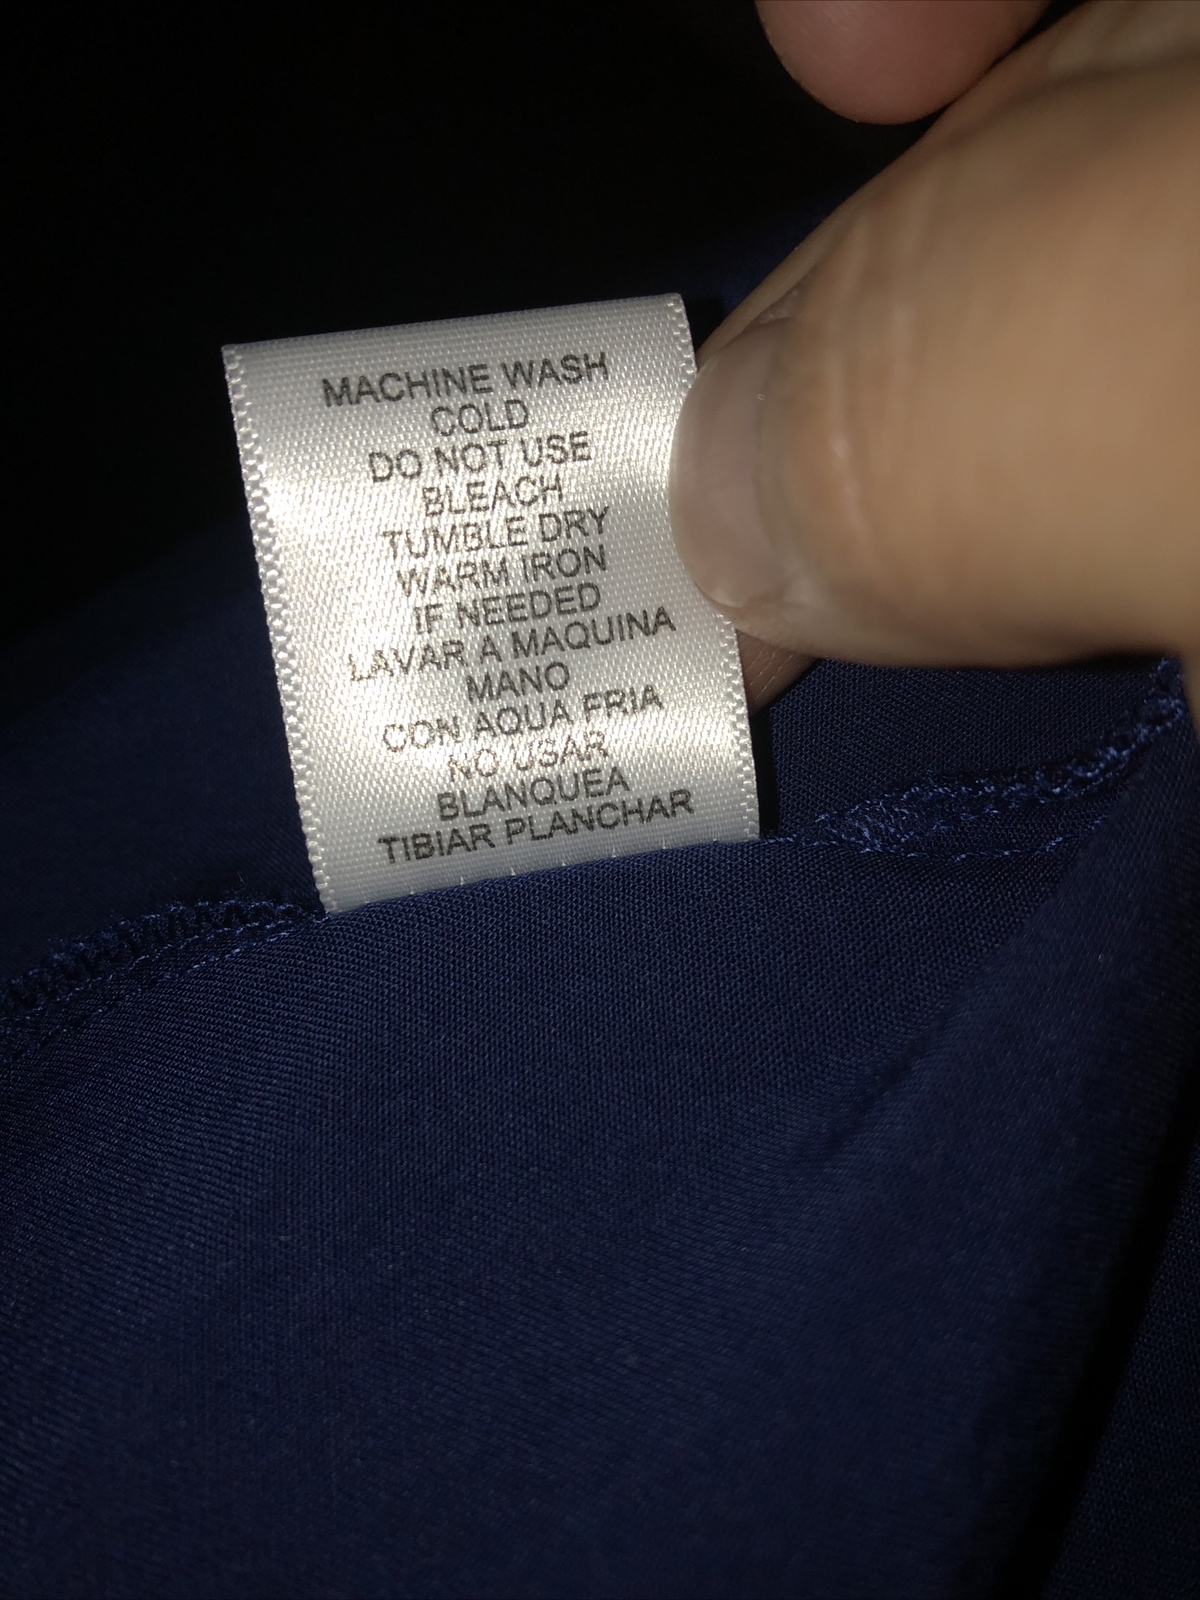 MACHINE WASH
COLD
DO NOT USE
BLEACH
TUMBLE DRY
WARM IRON
IF NEEDED
LAVAR A MAQUINA
MANO
CON AQUA FRIA
NO USAR
BLANQUEA
TIBIAR PLANCHAR